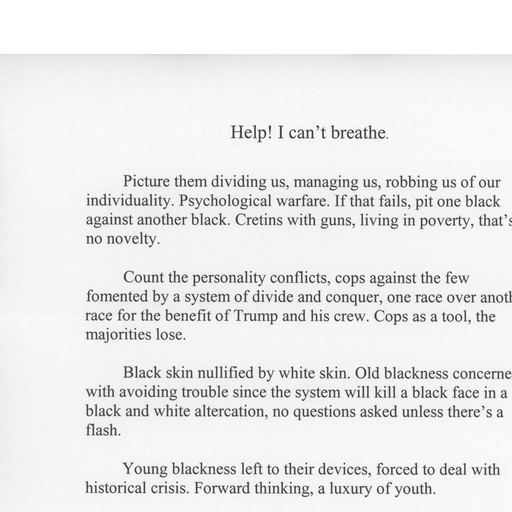 Help! I can't breathe.
Picture them dividing us, managing us, robbing us of our
individuality. Psychological warfare. If that fails, pit one black
against another black. Cretins with guns, living in poverty, that's
no novelty.
Count the personality conflicts, cops against the few
fomented by a system of divide and conquer, one race over
race for the benefit of Trump and his crew. Cops as a tool, the
majorities lose.
Black skin nullified by white skin. Old blackness
with avoiding trouble since the system will kill a black face in a
black and white altercation, no questions asked unless there's a
flash.
Young blackness left to their devices, forced to deal with
historical crisis. Forward thinking, a luxury of youth.